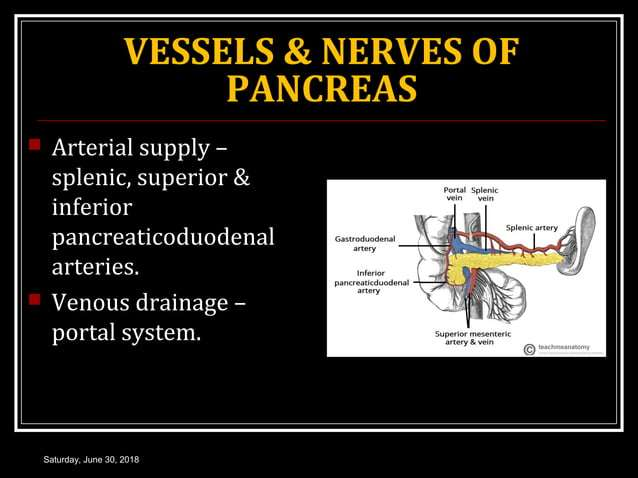 VESSELS & NERVES OF
PANCREAS
Arterial supply –
splenic, superior &
inferior
pancreaticoduodenal
arteries.
Venous drainage –
portal system.
Portal
vein
Splenic
vein
Splenic artery
Gastroduodenal
artery
Inferior
pancreaticoduodenal
artery
Superior mesenteric
artery & vein
© teachmeanatomy
Saturday, June 30, 2018